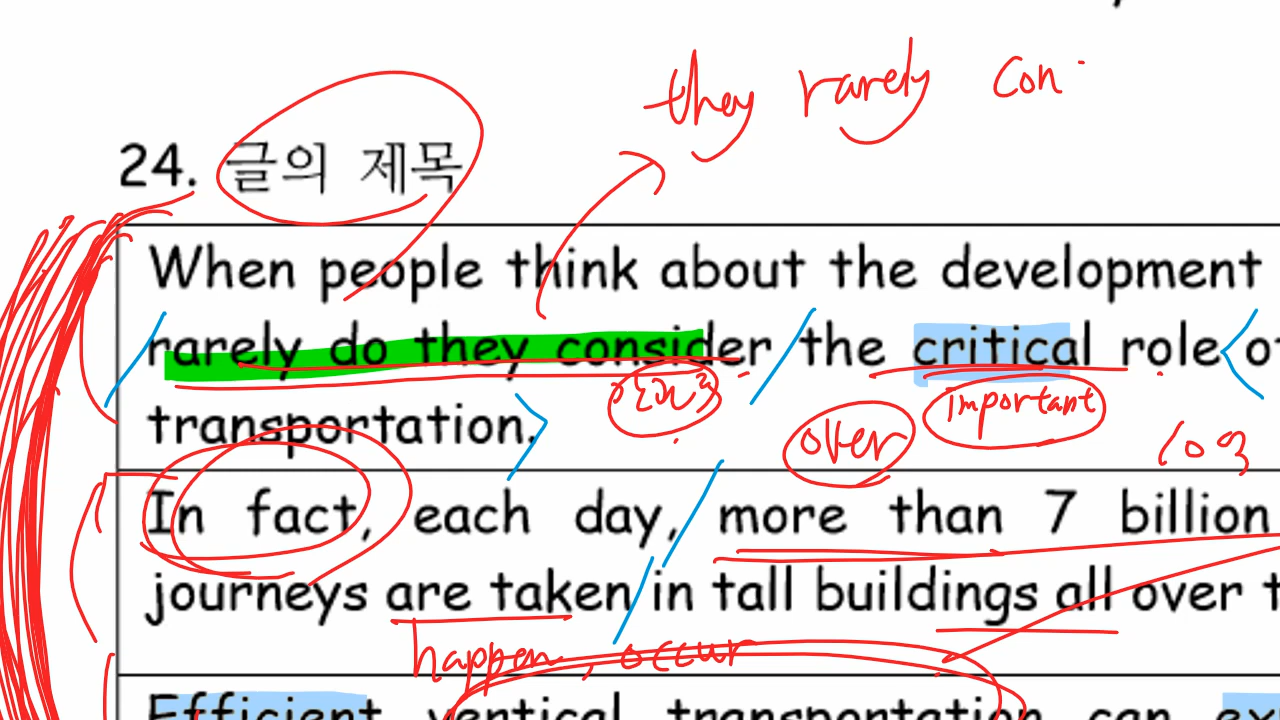 they rarely con
24. 글의 제목
When people think about the development
rarely do they consider the critical role
important
transportation.
over
In fact, each day, more than 7 billion
journeys are taken in tall buildings all over
happen, occur
Efficient vertical transportation can